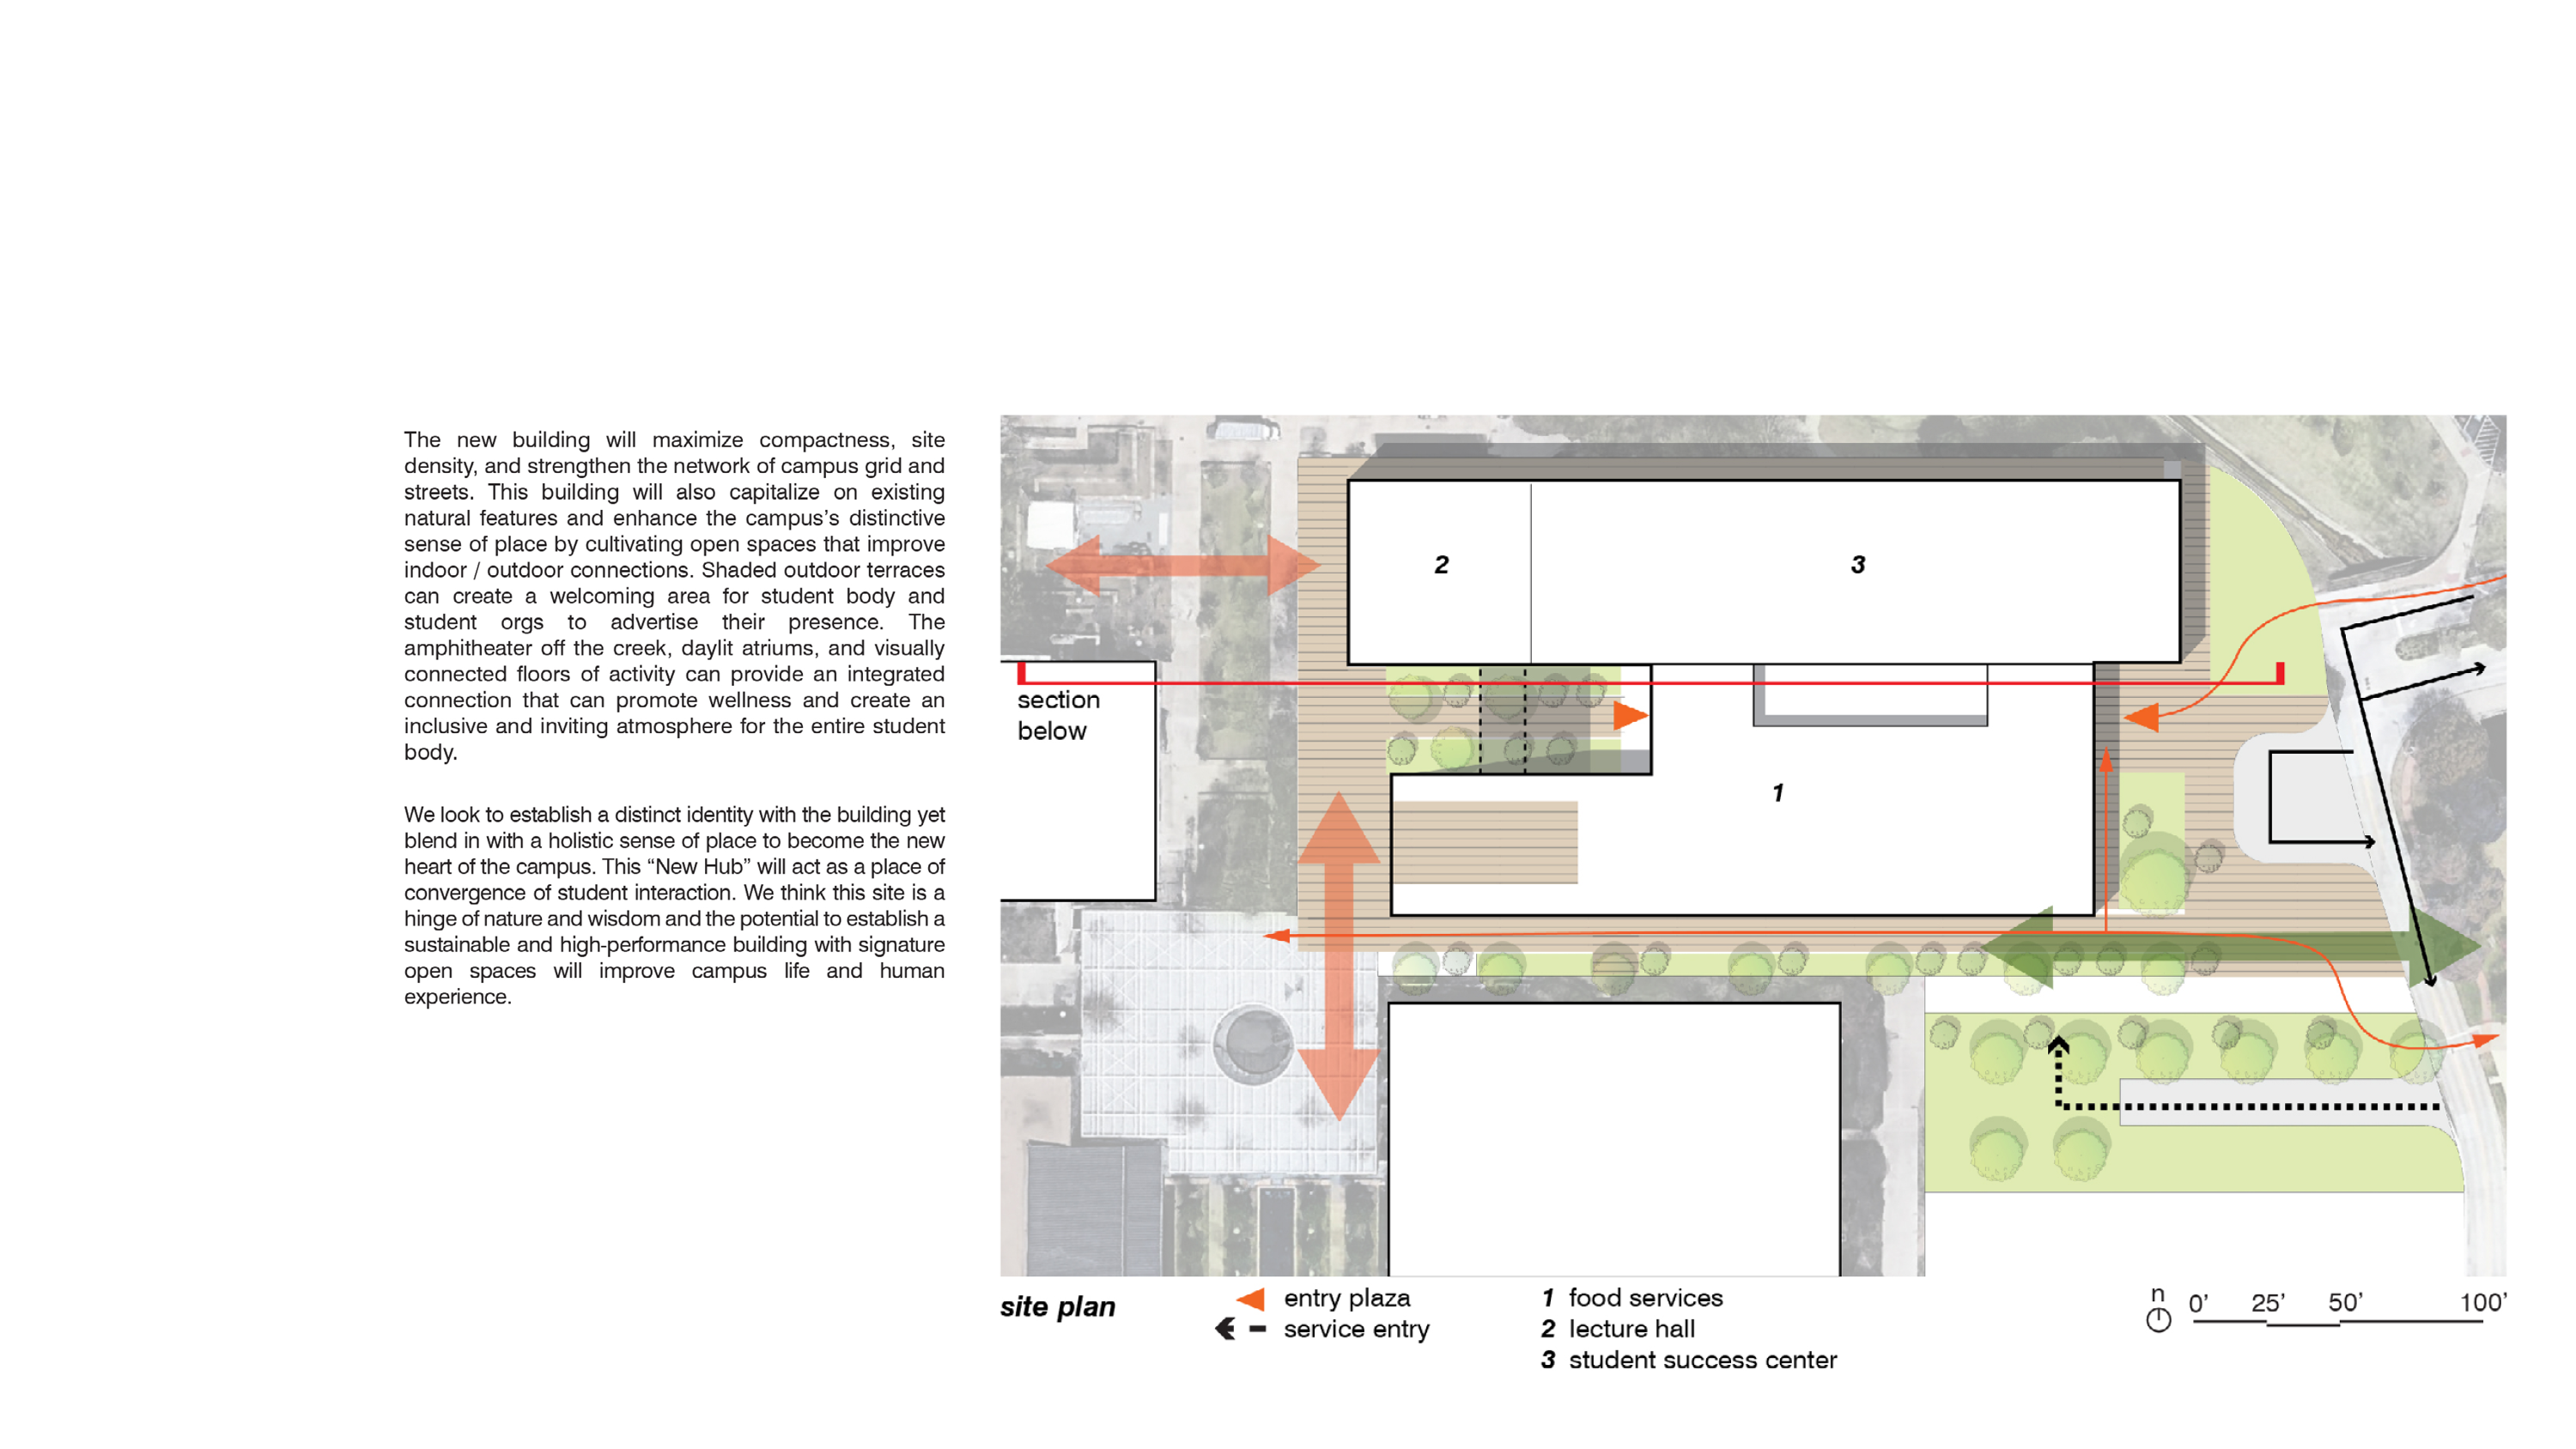 The new building will maximize compactness, site
density, and strengthen the network of campus grid and
streets. This building will also capitalize on existing
natural features and enhance the campus's distinctive
sense of place by cultivating open spaces that improve
indoor / outdoor connections. Shaded outdoor terraces
can create a welcoming area for student body and
student orgs to advertise their presence. The
amphitheater off the creek, daylit atriums, and visually
connected floors of activity can provide an integrated
connection that can promote wellness and create an
inclusive and inviting atmosphere for the entire student
body.
We look to establish a distinct identity with the building yet
blend in with a holistic sense of place to become the new
heart of the campus. This “New Hub” will act as a place of
convergence of student interaction. We think this site is a
hinge of nature and wisdom and the potential to establish a
sustainable and high-performance building with signature
open spaces will improve campus life and human
experience.
2
3
section
below
1
site plan
entry plaza
service entry
1 food services
2 lecture hall
3 student success center
n
0’ 25’ 50’ 100’